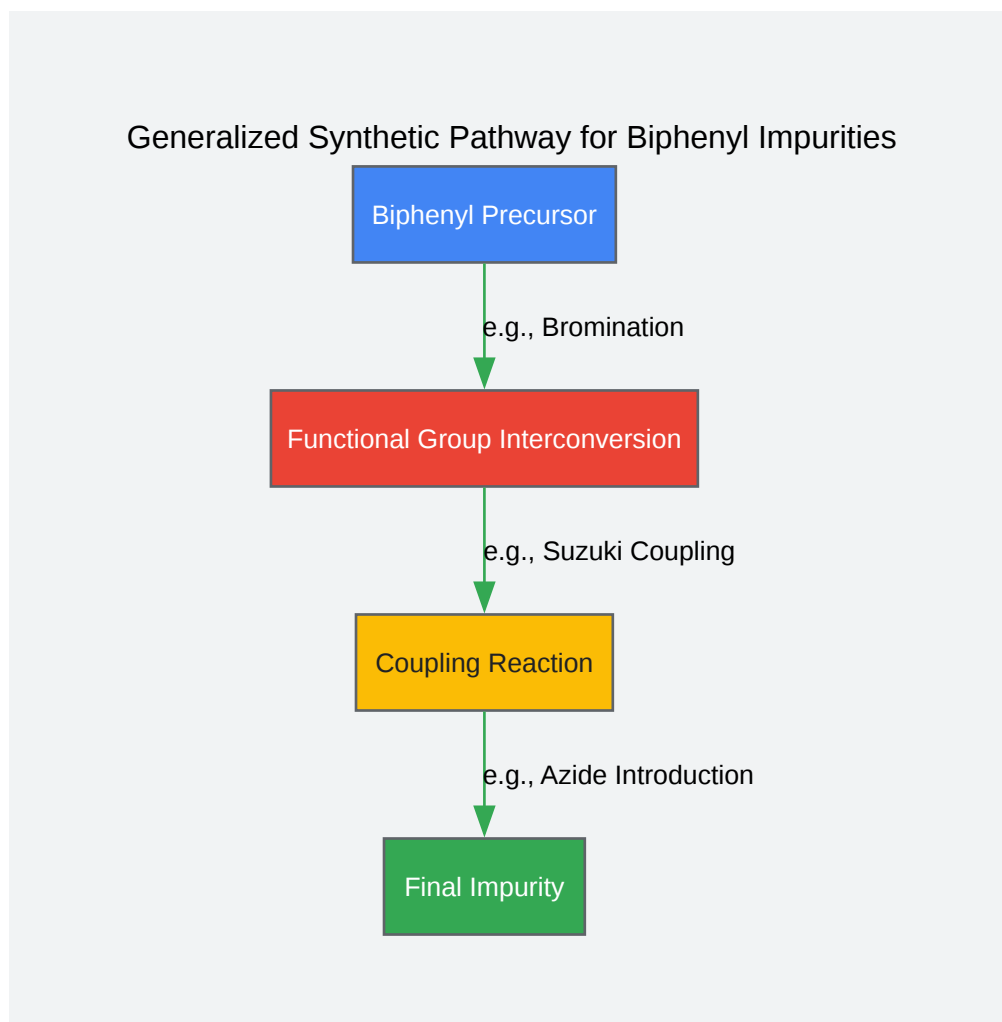 Generalized Synthetic Pathway for Biphenyl Impurities
Biphenyl Precursor
e.g., Bromination
Functional Group Interconversion
e.g., Suzuki Coupling
Coupling Reaction
e.g., Azide Introduction
Final Impurity